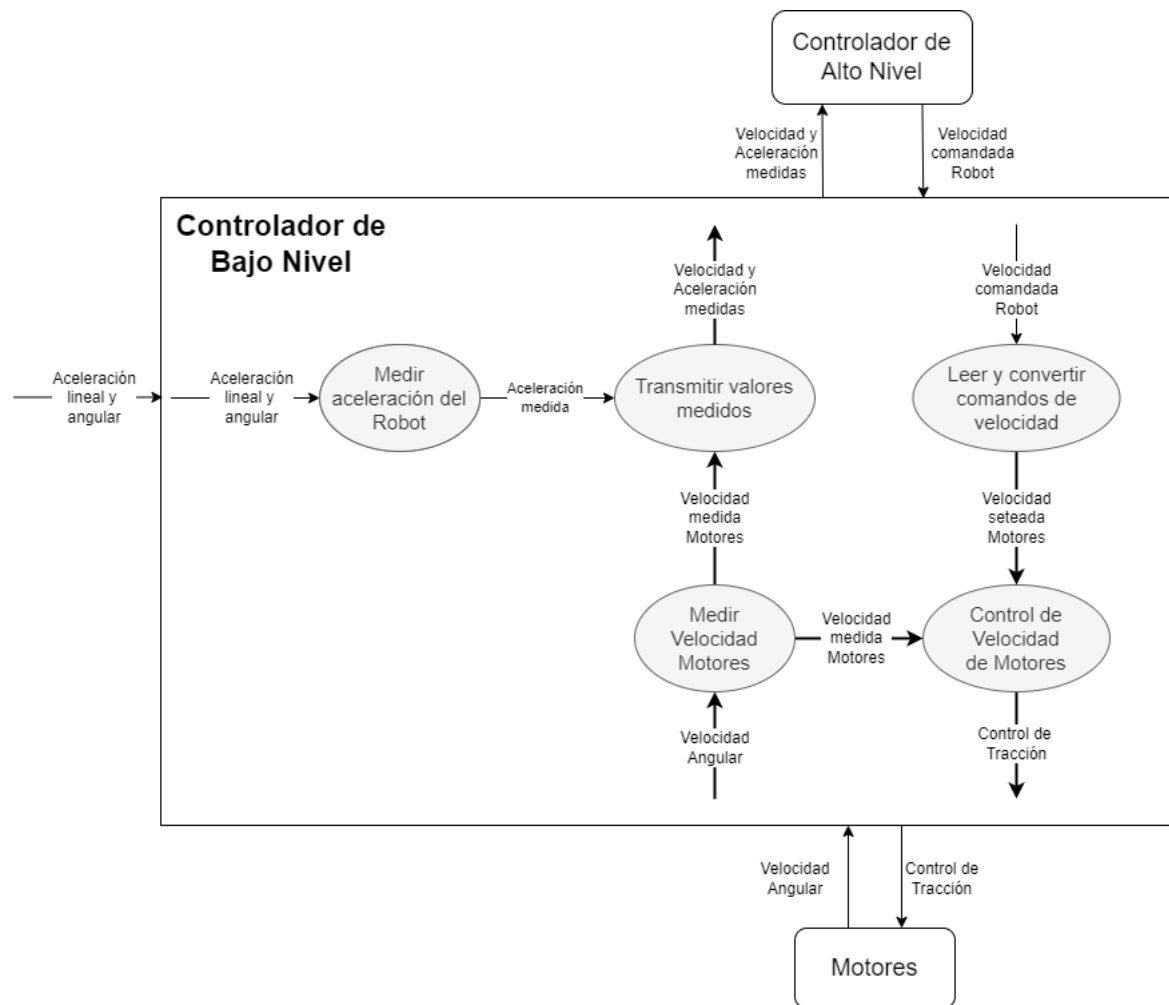 Controlador de
Alto Nivel
Velocidad y
Aceleración
medidas
Velocidad
comandada
Robot
Controlador de
Bajo Nivel
Velocidad y
Aceleración
medidas
Velocidad
comandada
Robot
Aceleración
lineal y
angular
Aceleración
lineal y
angular
Medir
aceleración del
Robot
Aceleración
medida
Transmitir valores
medidos
Leer y convertir
comandos de
velocidad
Velocidad
medida
Motores
Velocidad
seteada
Motores
Medir
Velocidad
Motores
Velocidad
medida
Motores
Control de
Velocidad
de Motores
Velocidad
Angular
Control de
Tracción
Velocidad
Angular
Control de
Tracción
Motores